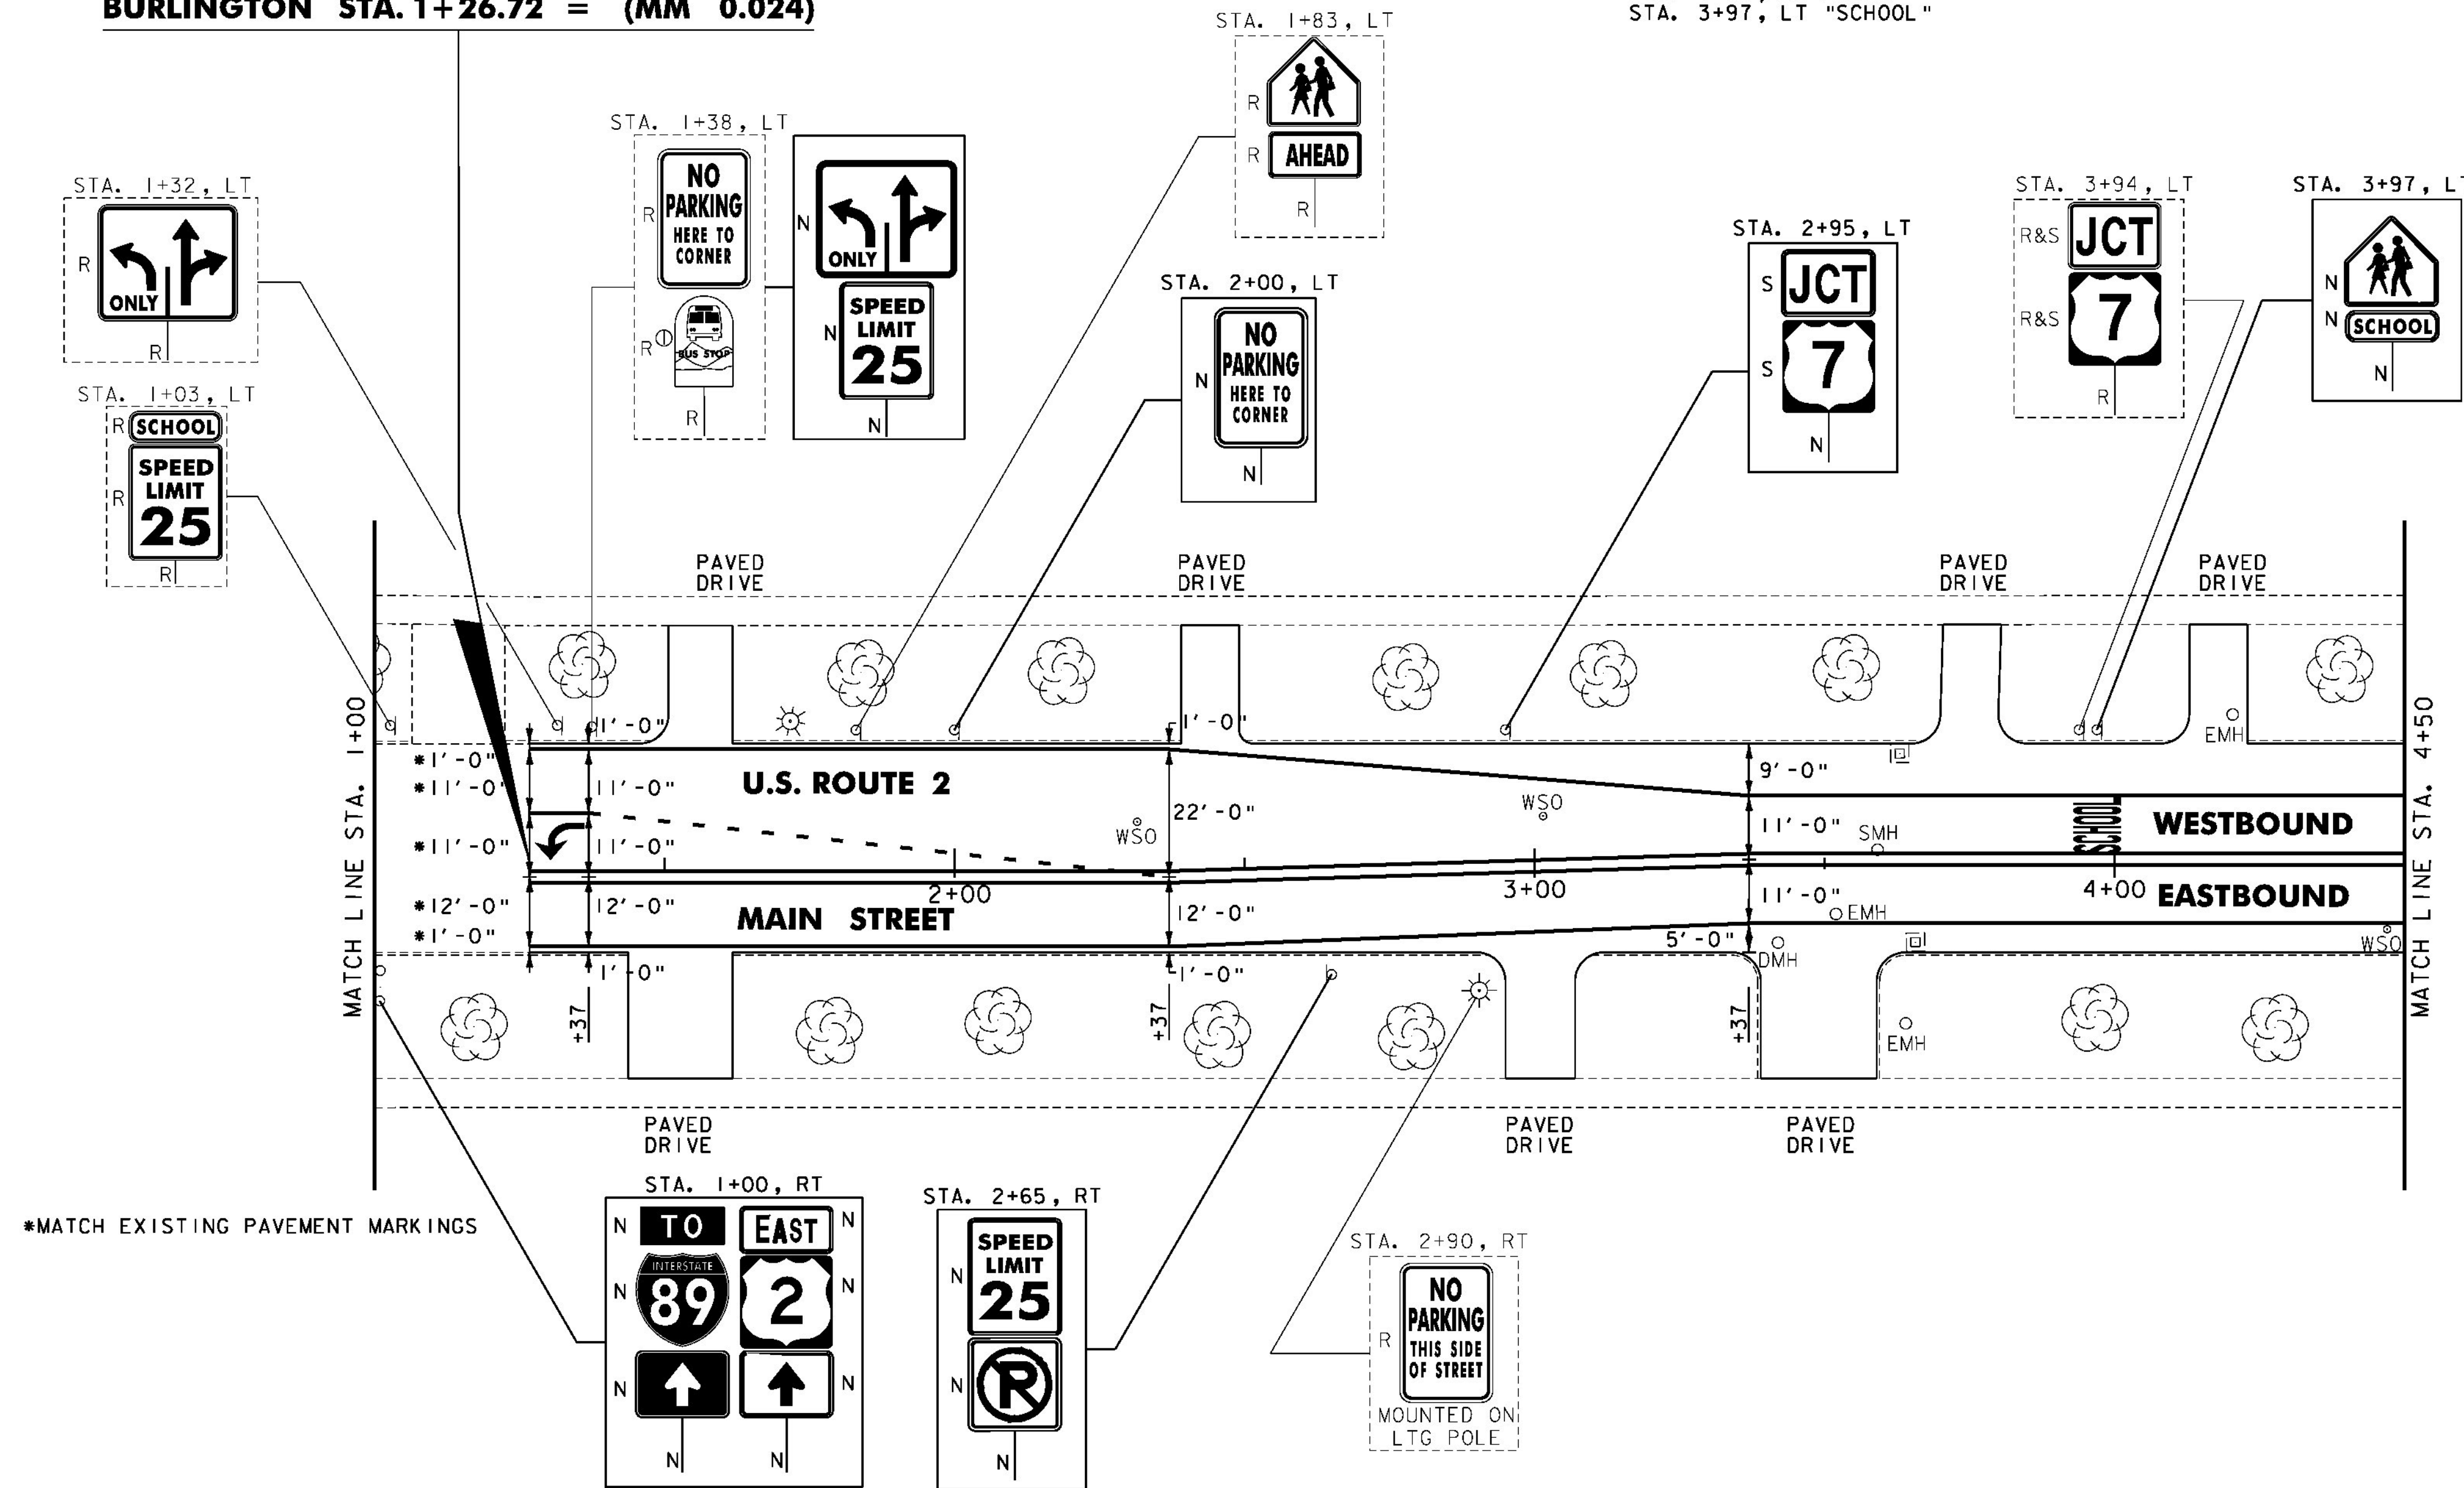 BURLINGTON STA. 1+26.72 = (MM 0.024)
STA. 3+97, LT "SCHOOL"
STA. 1+83, LT
R
R AHEAD
R
STA. 1+38, LT
R
NO
PARKING
HERE TO
CORNER
R
BUS STOP
R
N
ONLY
N
SPEED
LIMIT
25
N
STA. 1+32, LT
R
ONLY
R
STA. 1+03, LT
R SCHOOL
R
SPEED
LIMIT
25
R
STA. 2+00, LT
N
NO
PARKING
HERE TO
CORNER
N
STA. 2+95, LT
S JCT
S 7
N
STA. 3+94, LT
R&S JCT
R&S 7
R
STA. 3+97, LT
N
N SCHOOL
N
PAVED
DRIVE
PAVED
DRIVE
PAVED
DRIVE
PAVED
DRIVE
MATCH LINE STA. 1+00
*1'-0"
*11'-0"
*11'-0"
*12'-0"
*1'-0"
1'-0"
11'-0"
11'-0"
12'-0"
1'-0"
+37
U.S. ROUTE 2
MAIN STREET
2+00
WSO
1'-0"
22'-0"
12'-0"
1'-0"
+37
WSO
3+00
9'-0"
11'-0"
11'-0"
5'-0"
+37
SMH
EMH
DMH
EMH
EMH
SCHOOL
WESTBOUND
4+00 EASTBOUND
WSO
MATCH LINE STA. 4+50
PAVED
DRIVE
PAVED
DRIVE
PAVED
DRIVE
*MATCH EXISTING PAVEMENT MARKINGS
STA. 1+00, RT
N TO EAST N
N INTERSTATE
89 2 N
N N
N N
STA. 2+65, RT
N
SPEED
LIMIT
25
N P
N
STA. 2+90, RT
R
NO
PARKING
THIS SIDE
OF STREET
MOUNTED ON
LTG POLE